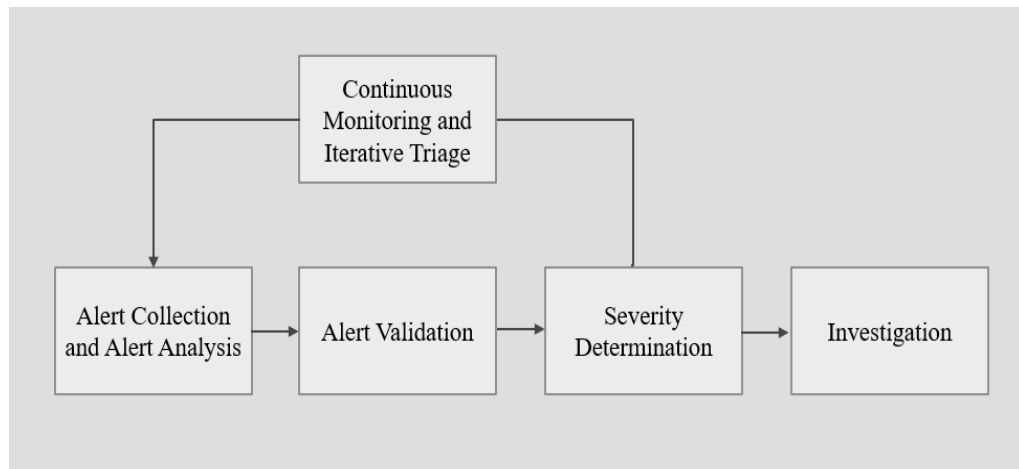 Continuous
Monitoring and
Iterative Triage
Alert Collection
and Alert Analysis
Alert Validation
Severity
Determination
Investigation